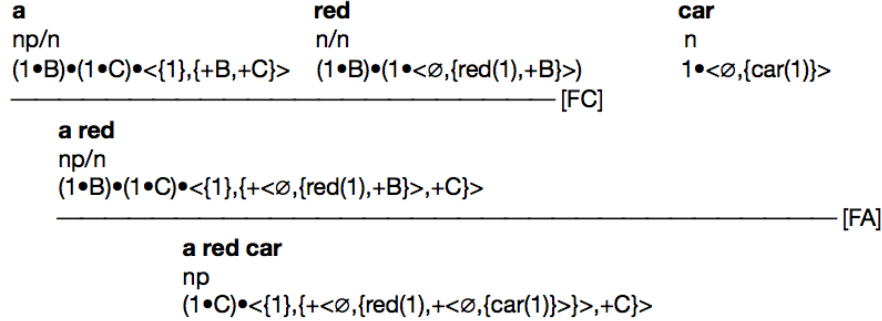 a red car
np/n n/n n
(1•B)•(1•C)•<{1},{+B,+C}> (1•B)•(1•<∅,{red(1),+B}>) 1•<∅,{car(1)}>
[FC]
a red
np/n
(1•B)•(1•C)•<{1},{+<∅,{red(1),+B}>,+C}>
[FA]
a red car
np
(1•C)•<{1},{+<∅,{red(1),+<∅,{car(1)}>}>,+C}>